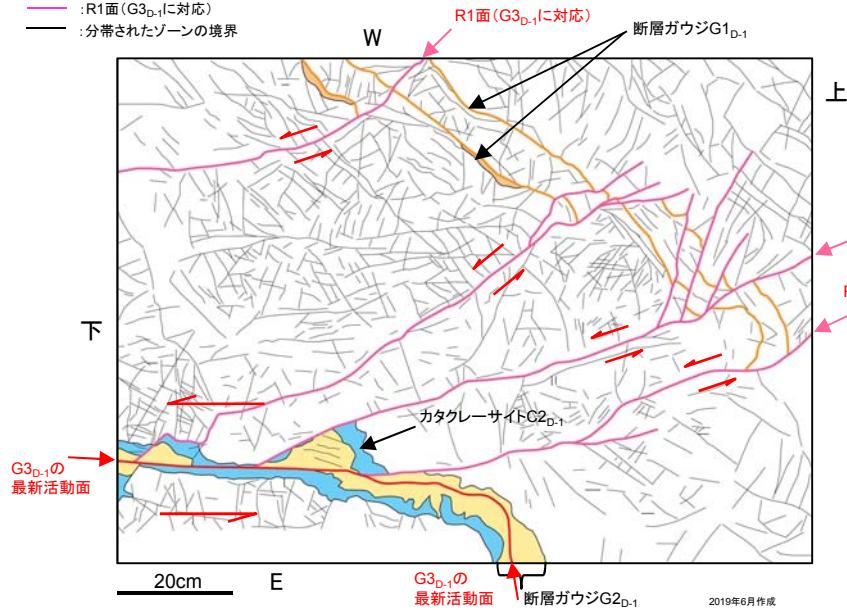 :R1面(G3D-1に対応)
:分帯されたゾーンの境界
W
R1面(G3D-1に対応)
断層ガウジG1D-1
上
下
R
カタクレーサイトC2D-1
G3D-1の
最新活動面
20cm
E
G3D-1の
最新活動面
断層ガウジG2D-1
2019年6月作成